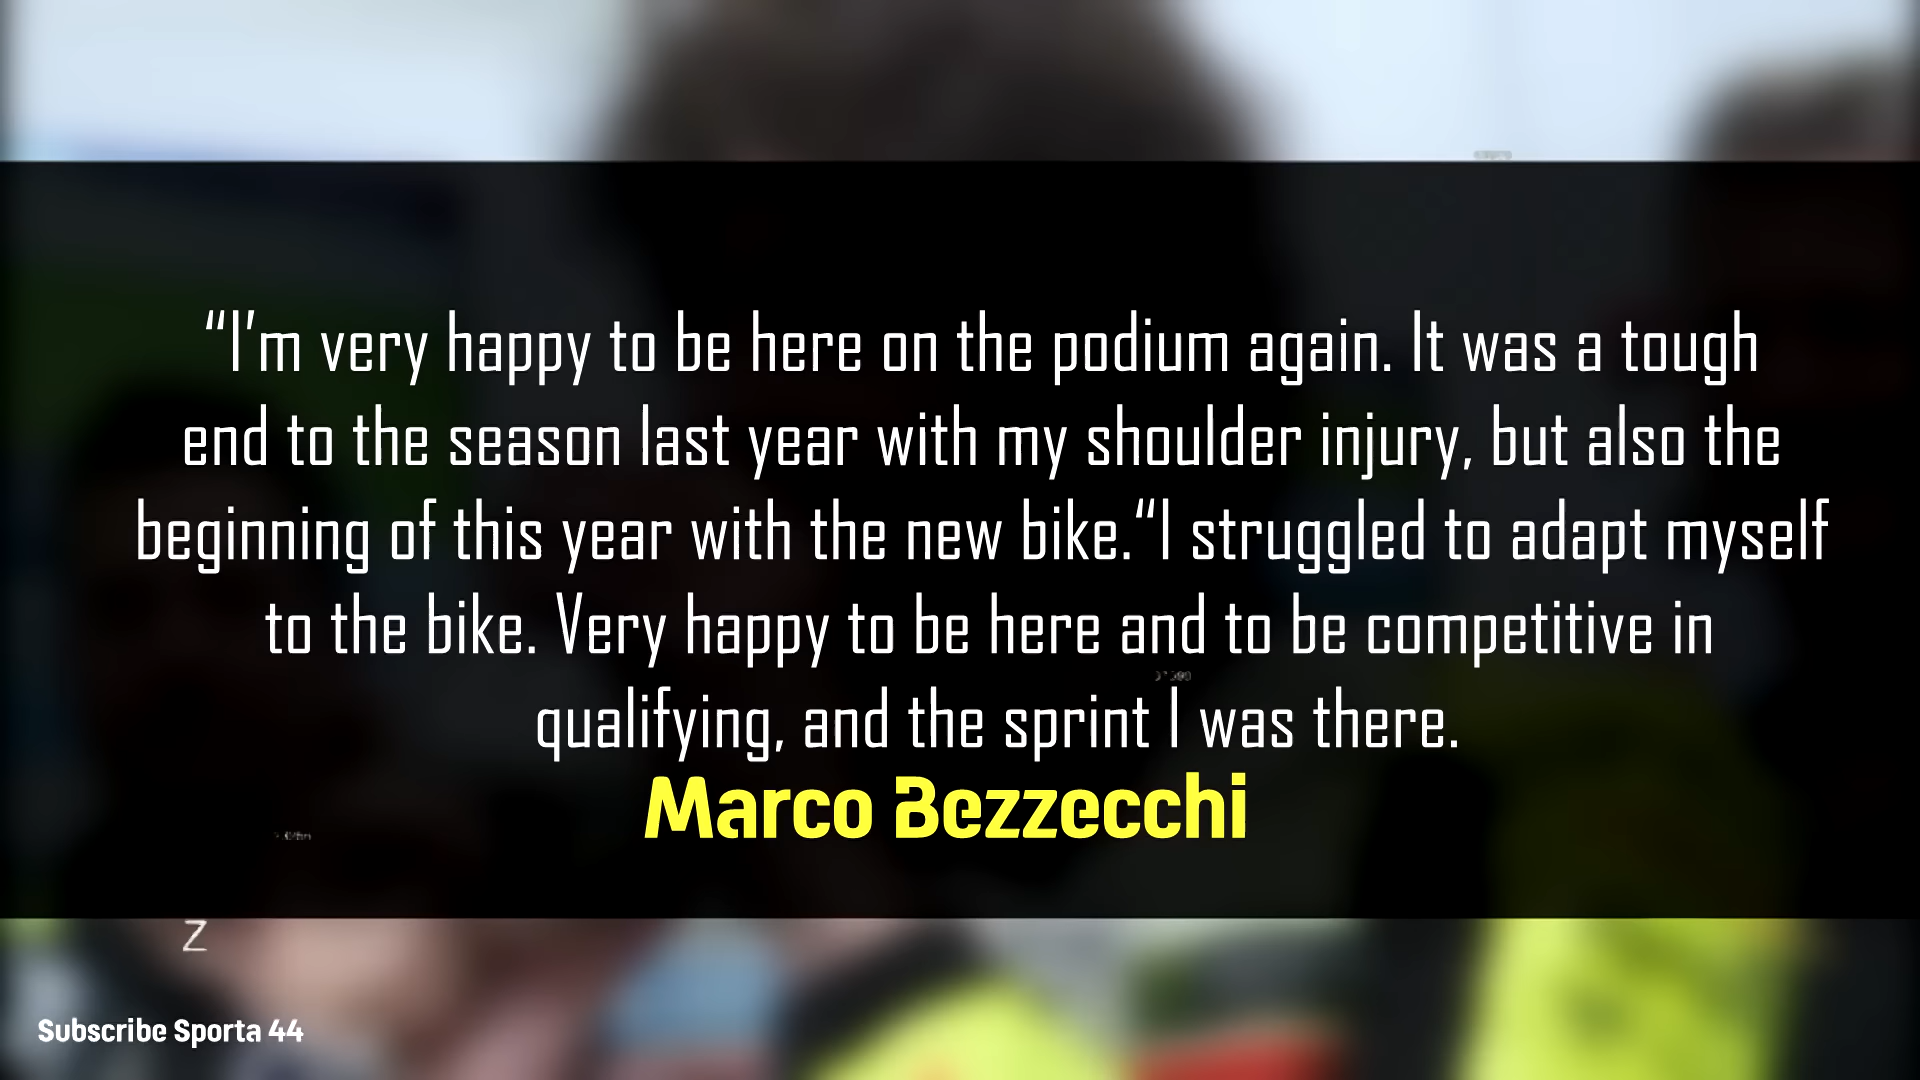 “I’m very happy to be here on the podium again. It was a tough
end to the season last year with my shoulder injury, but also the
beginning of this year with the new bike.“I struggled to adapt myself
to the bike. Very happy to be here and to be competitive in
qualifying, and the sprint I was there.
Marco Bezzecchi
Z
Subscribe Sporta 44